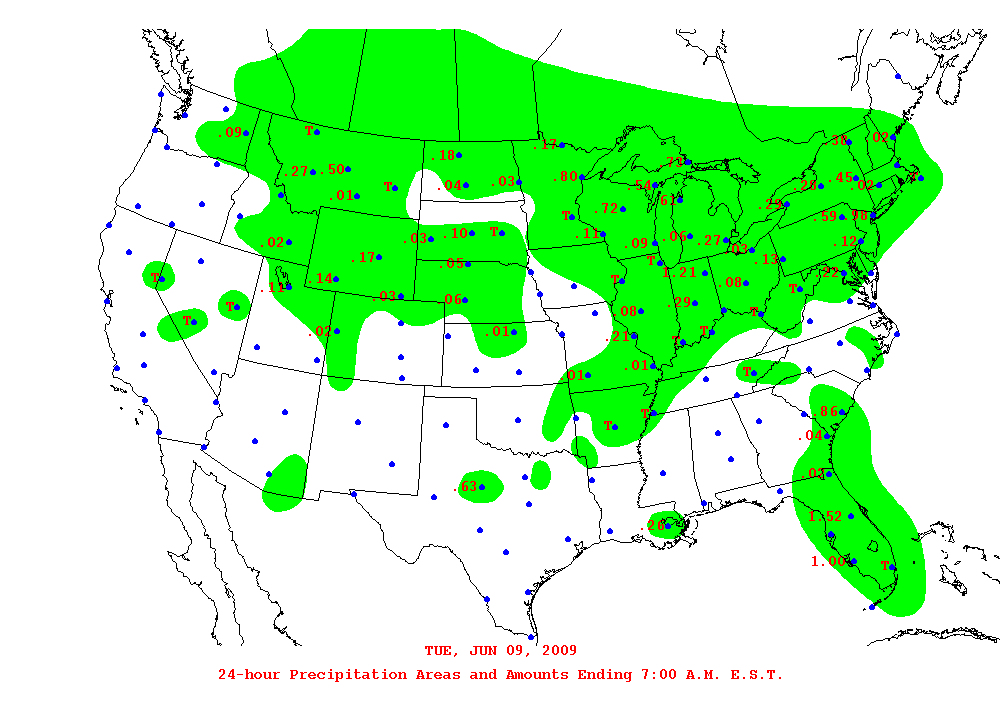 T
.09
.38
.02
.17
.18
.71
.27 .50
.80
.45
T
.04
.03
.54
.28
.02
T
.01
.61
.29
.72
T
.59
.98
.10
T
.11
.06
.03
.27
.12
.02
.09
.03
.17
.13
T
.05
1.21
.22
T
.14
T
.08
.11
T
.03
.06
.29
T
.08
T
T
.02
.01
T
.21
T
.01
T
.01
T
.86
T
.04
.02
.63
1.52
.26
1.00
T
TUE, JUN 09, 2009
24-hour Precipitation Areas and Amounts Ending 7:00 A.M. E.S.T.